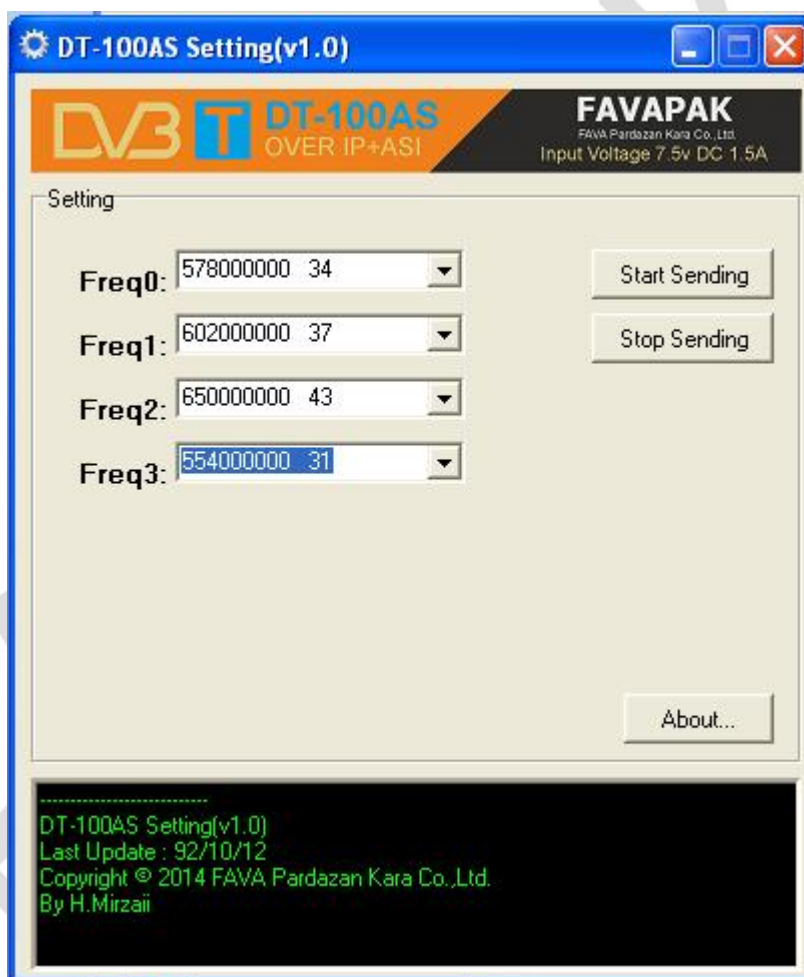 DT-100AS Setting(v1.0)
DVB T DT-100AS
OVER IP+ASI
FAVAPAK
FAVA Pardazan Kara Co.,Ltd.
Input Voltage 7.5v DC 1.5A
Setting
Freq0: 578000000 34
Start Sending
Freq1: 602000000 37
Stop Sending
Freq2: 650000000 43
Freq3: 554000000 31
About...
----------------------------
DT-100AS Setting(v1.0)
Last Update : 92/10/12
Copyright © 2014 FAVA Pardazan Kara Co.,Ltd.
By H.Mirzaii